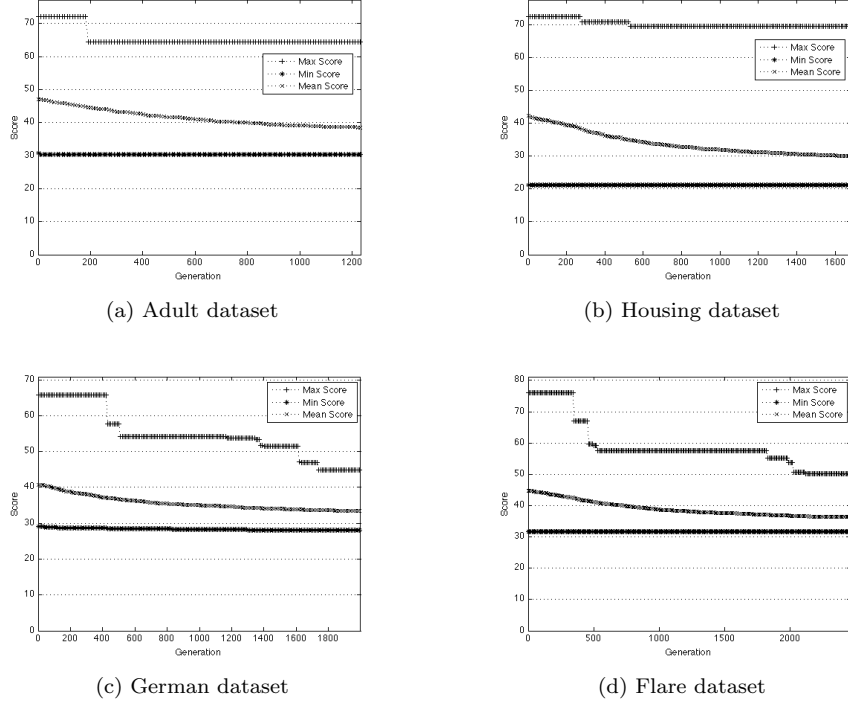 70
60
50
40
30
20
10
0
Score
0 200 400 600 800 1000 1200
Generation
Max Score
Min Score
Mean Score
(a) Adult dataset
70
60
50
40
30
20
10
0
Score
0 200 400 600 800 1000 1200 1400 1600
Generation
Max Score
Min Score
Mean Score
(b) Housing dataset
70
60
50
40
30
20
10
0
Score
0 200 400 600 800 1000 1200 1400 1600 1800
Generation
Max Score
Min Score
Mean Score
(c) German dataset
80
70
60
50
40
30
20
10
0
Score
0 500 1000 1500 2000
Generation
Max Score
Min Score
Mean Score
(d) Flare dataset